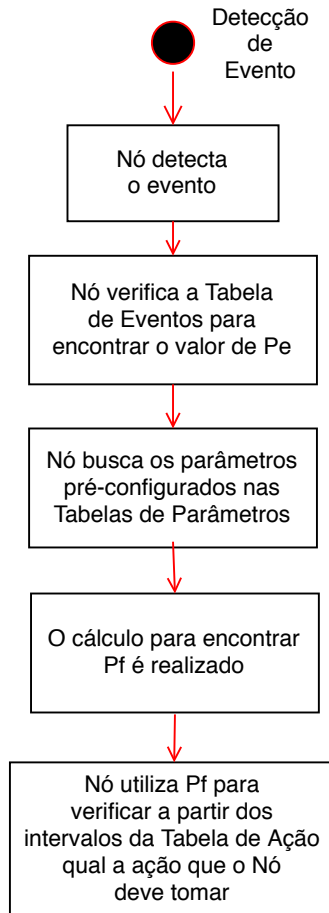 Detecção
de
Evento
Nó detecta
o evento
Nó verifica a Tabela
de Eventos para
encontrar o valor de Pe
Nó busca os parâmetros
pré-configurados nas
Tabelas de Parâmetros
O cálculo para encontrar
Pf é realizado
Nó utiliza Pf para
verificar a partir dos
intervalos da Tabela de Ação
qual a ação que o Nó
deve tomar